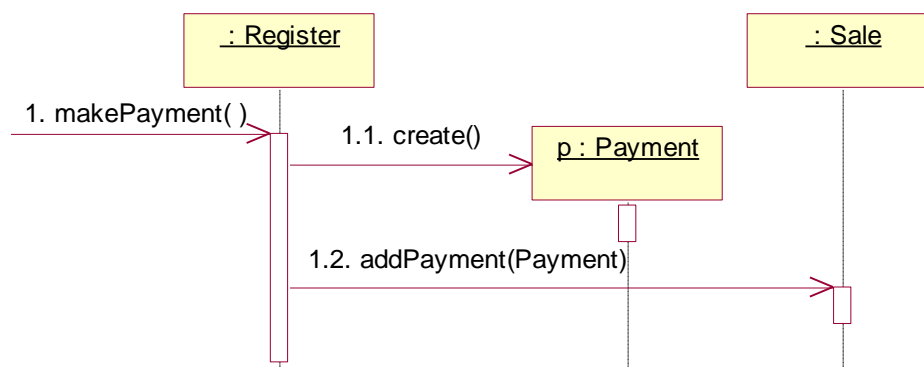 : Register
: Sale
1. makePayment( )
1.1. create()
p : Payment
1.2. addPayment(Payment)